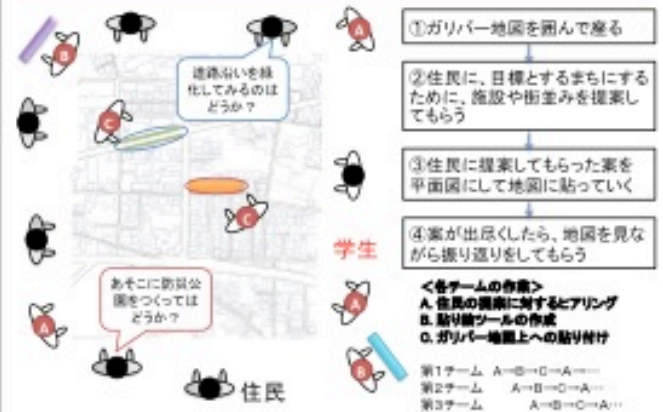 B
A
①ガリバー地図を囲んで座る
道路沿いを緑
化してみるのは
どうか？
②住民に、目標とするまちにする
ために、施設や街並みを提案し
てもらう
C
③住民に提案してもらった案を
平面図にして地図に貼っていく
C
学生
④案が出尽くしたら、地図を見な
がら振り返りをしてもらう
あそこに防災公
園をつくっては
どうか？
A
A
B
住民
＜各チームの作業＞
A. 住民の提案に対するヒアリング
B. 貼り絵ツールの作成
C. ガリバー地図上への貼り付け
第1チーム A→B→C→A→…
第2チーム A→B→C→A…
第3チーム A→B→C→A…